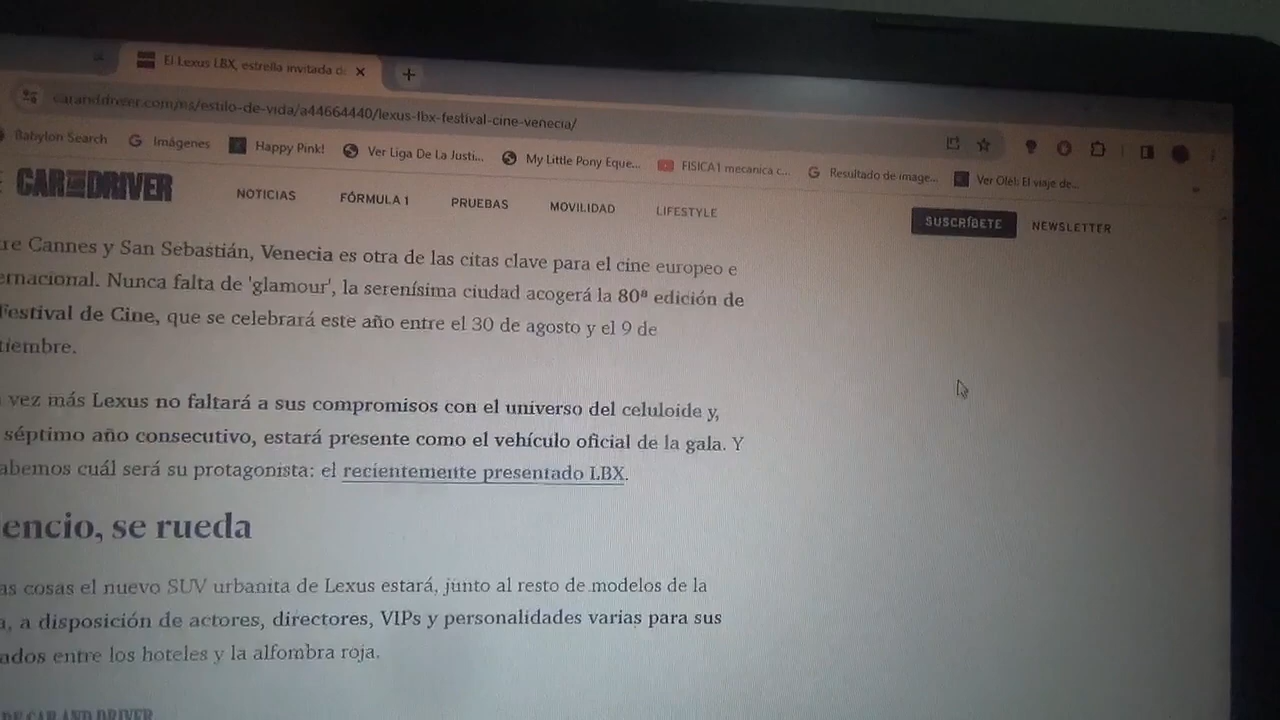 El Lexus LBX, estrella invitada d
caranddriver.com/es/estilo-de-vida/a44664440/lexus-lbx-festival-cine-venecia/
Babylon Search Imágenes Happy Pink! Ver Liga De La Justi... My Little Pony Eque... FISICA1 mecanica c... Resultado de image... Ver Olé!: El viaje de...
CAR AND DRIVER NOTICIAS FÓRMULA 1 PRUEBAS MOVILIDAD LIFESTYLE SUSCRÍBETE NEWSLETTER
re Cannes y San Sebastián, Venecia es otra de las citas clave para el cine europeo e
ernacional. Nunca falta de 'glamour', la serenísima ciudad acogerá la 80ª edición de
Festival de Cine, que se celebrará este año entre el 30 de agosto y el 9 de
tiembre.
vez más Lexus no faltará a sus compromisos con el universo del celuloide y,
séptimo año consecutivo, estará presente como el vehículo oficial de la gala. Y
abemos cuál será su protagonista: el recientemente presentado LBX.
encio, se rueda
as cosas el nuevo SUV urbanita de Lexus estará, junto al resto de modelos de la
a, a disposición de actores, directores, VIPs y personalidades varias para sus
ados entre los hoteles y la alfombra roja.
DE CAR AND DRIVER